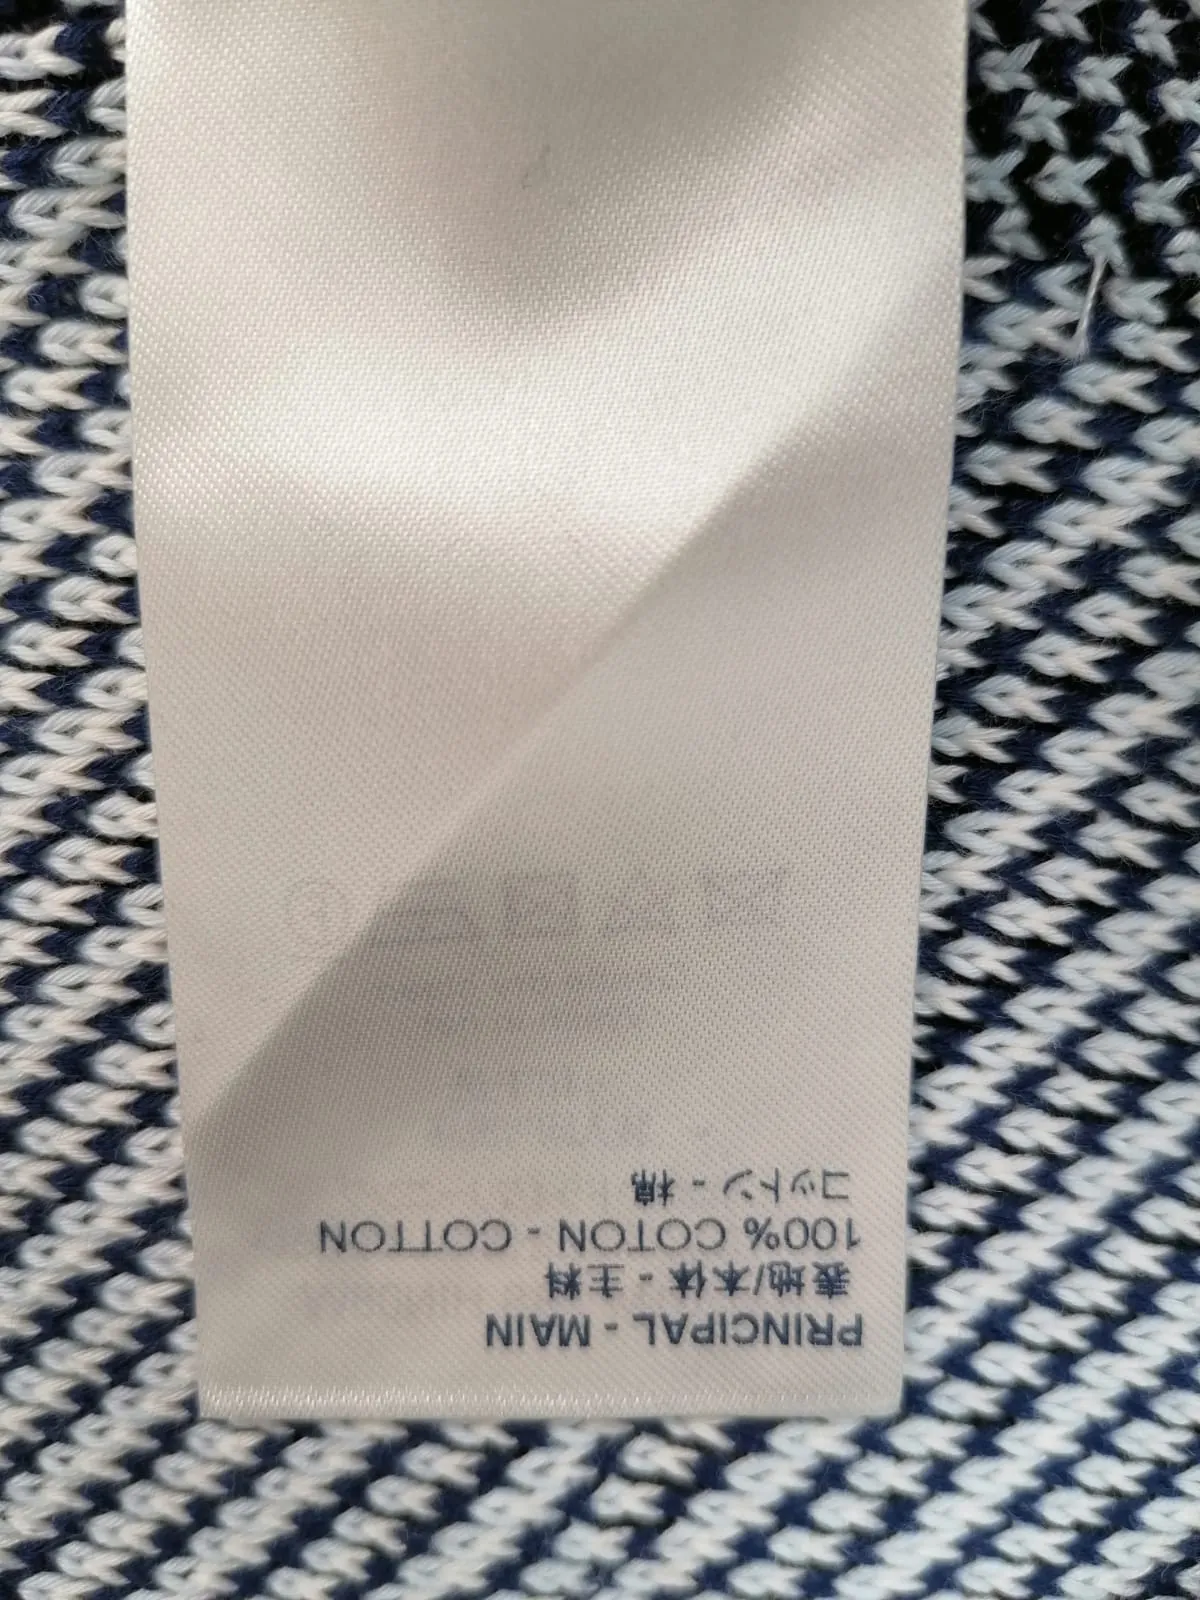 PRINCIPAL - MAIN
表地/本体 - 主料
100% COTON - COTTON
コットン - 棉